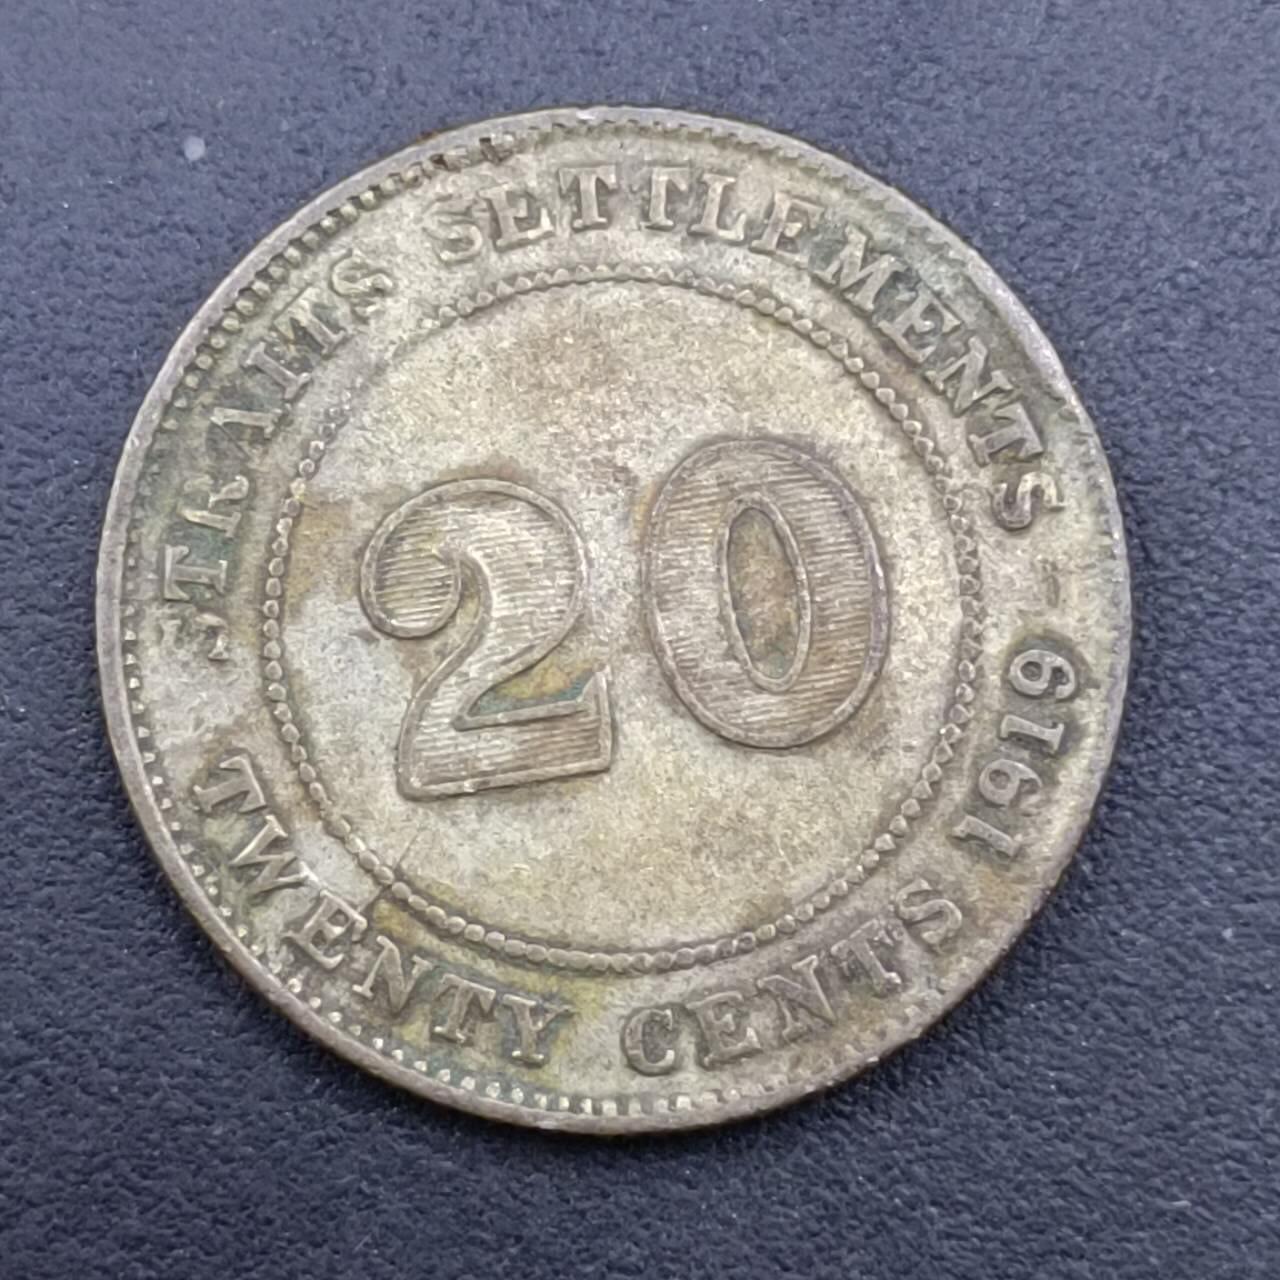 STRAITS SETTLEMENTS – 1919
20
TWENTY CENTS